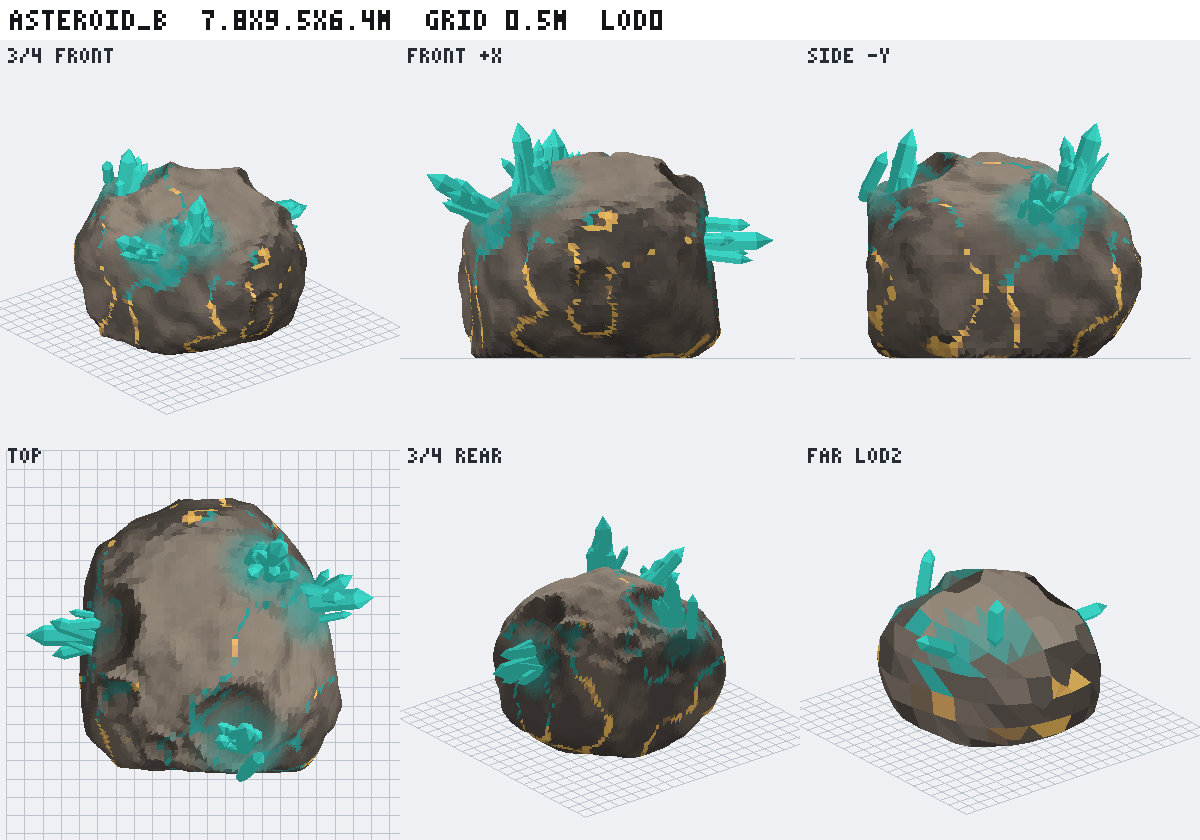 ASTEROID_B 7.8X9.5X6.4M GRID 0.5M LOD0
3/4 FRONT
FRONT +X
SIDE -Y
TOP
3/4 REAR
FAR LOD2